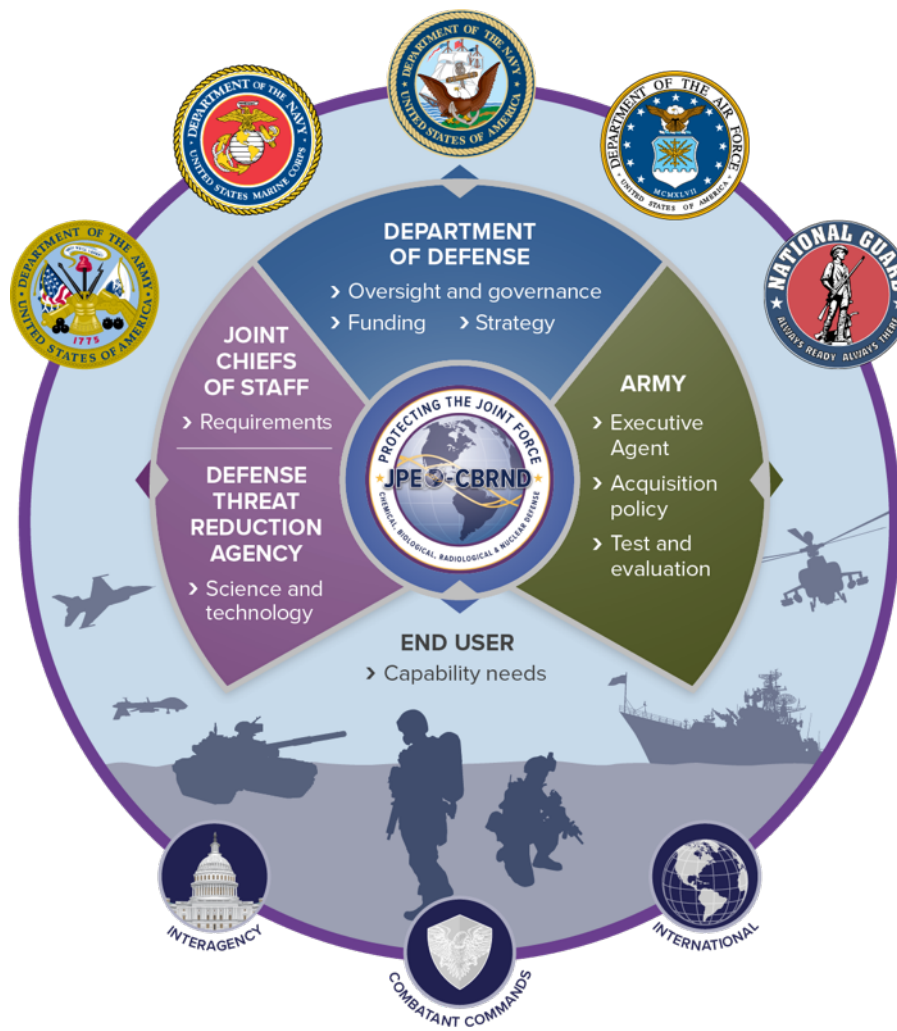 DEPARTMENT OF THE NAVY
UNITED STATES OF AMERICA
DEPARTMENT OF THE NAVY
UNITED STATES MARINE CORPS
DEPARTMENT OF THE AIR FORCE
MCMXLVII
UNITED STATES OF AMERICA
DEPARTMENT OF THE ARMY
1775
UNITED STATES OF AMERICA
NATIONAL GUARD
ALWAYS READY ALWAYS THERE
DEPARTMENT
OF DEFENSE
› Oversight and governance
› Funding › Strategy
JOINT
CHIEFS
OF STAFF
› Requirements
DEFENSE
THREAT
REDUCTION
AGENCY
› Science and
technology
PROTECTING THE JOINT FORCE
JPEO-CBRND
CHEMICAL, BIOLOGICAL, RADIOLOGICAL & NUCLEAR DEFENSE
ARMY
› Executive
Agent
› Acquisition
policy
› Test and
evaluation
END USER
› Capability needs
INTERAGENCY
COMBATANT COMMANDS
INTERNATIONAL